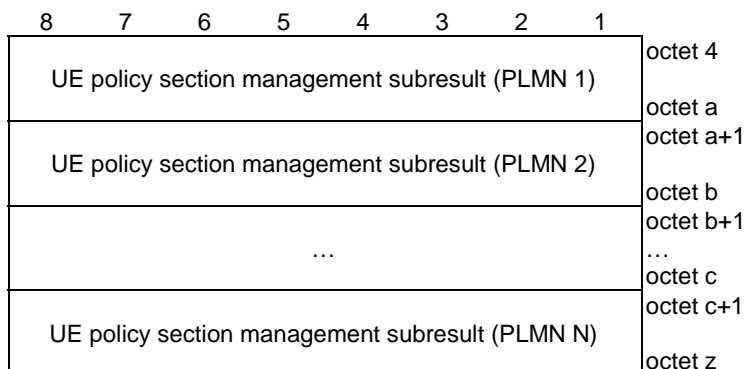 8 7 6 5 4 3 2 1
octet 4
UE policy section management subresult (PLMN 1)
octet a
octet a+1
UE policy section management subresult (PLMN 2)
octet b
octet b+1
… …
octet c
octet c+1
UE policy section management subresult (PLMN N)
octet z